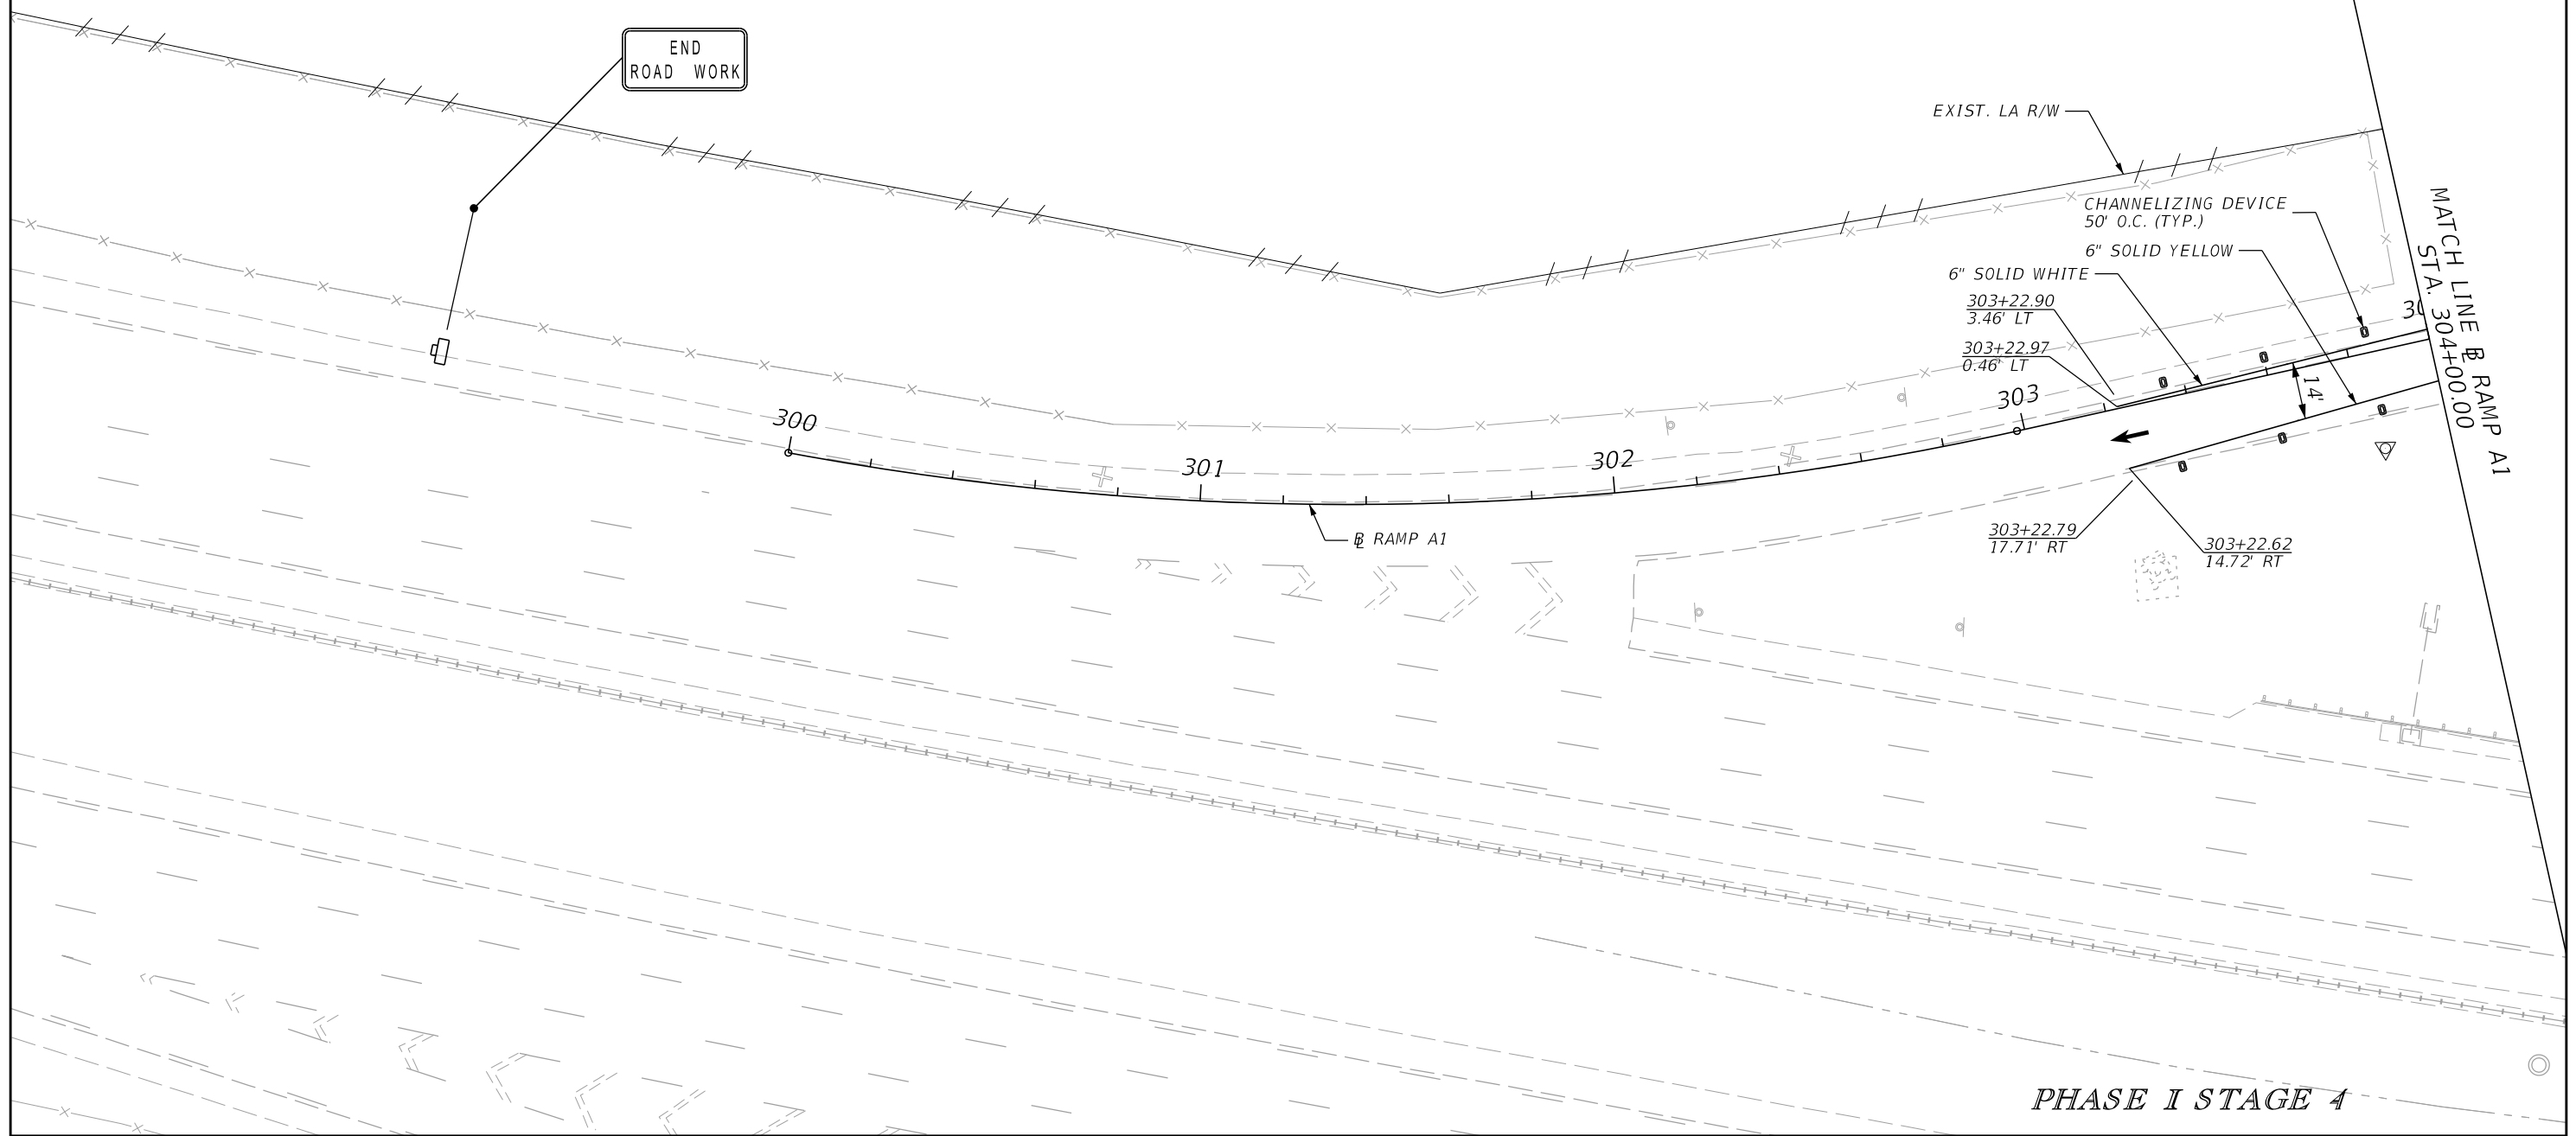 END
ROAD WORK
EXIST. LA R/W
CHANNELIZING DEVICE
50' O.C. (TYP.)
6" SOLID YELLOW
6" SOLID WHITE
303+22.90
3.46' LT
303+22.97
0.46' LT
MATCH LINE ℄ RAMP A1
STA. 304+00.00
30
14'
300
301
302
303
℄ RAMP A1
303+22.79
17.71' RT
303+22.62
14.72' RT
PHASE I STAGE 4